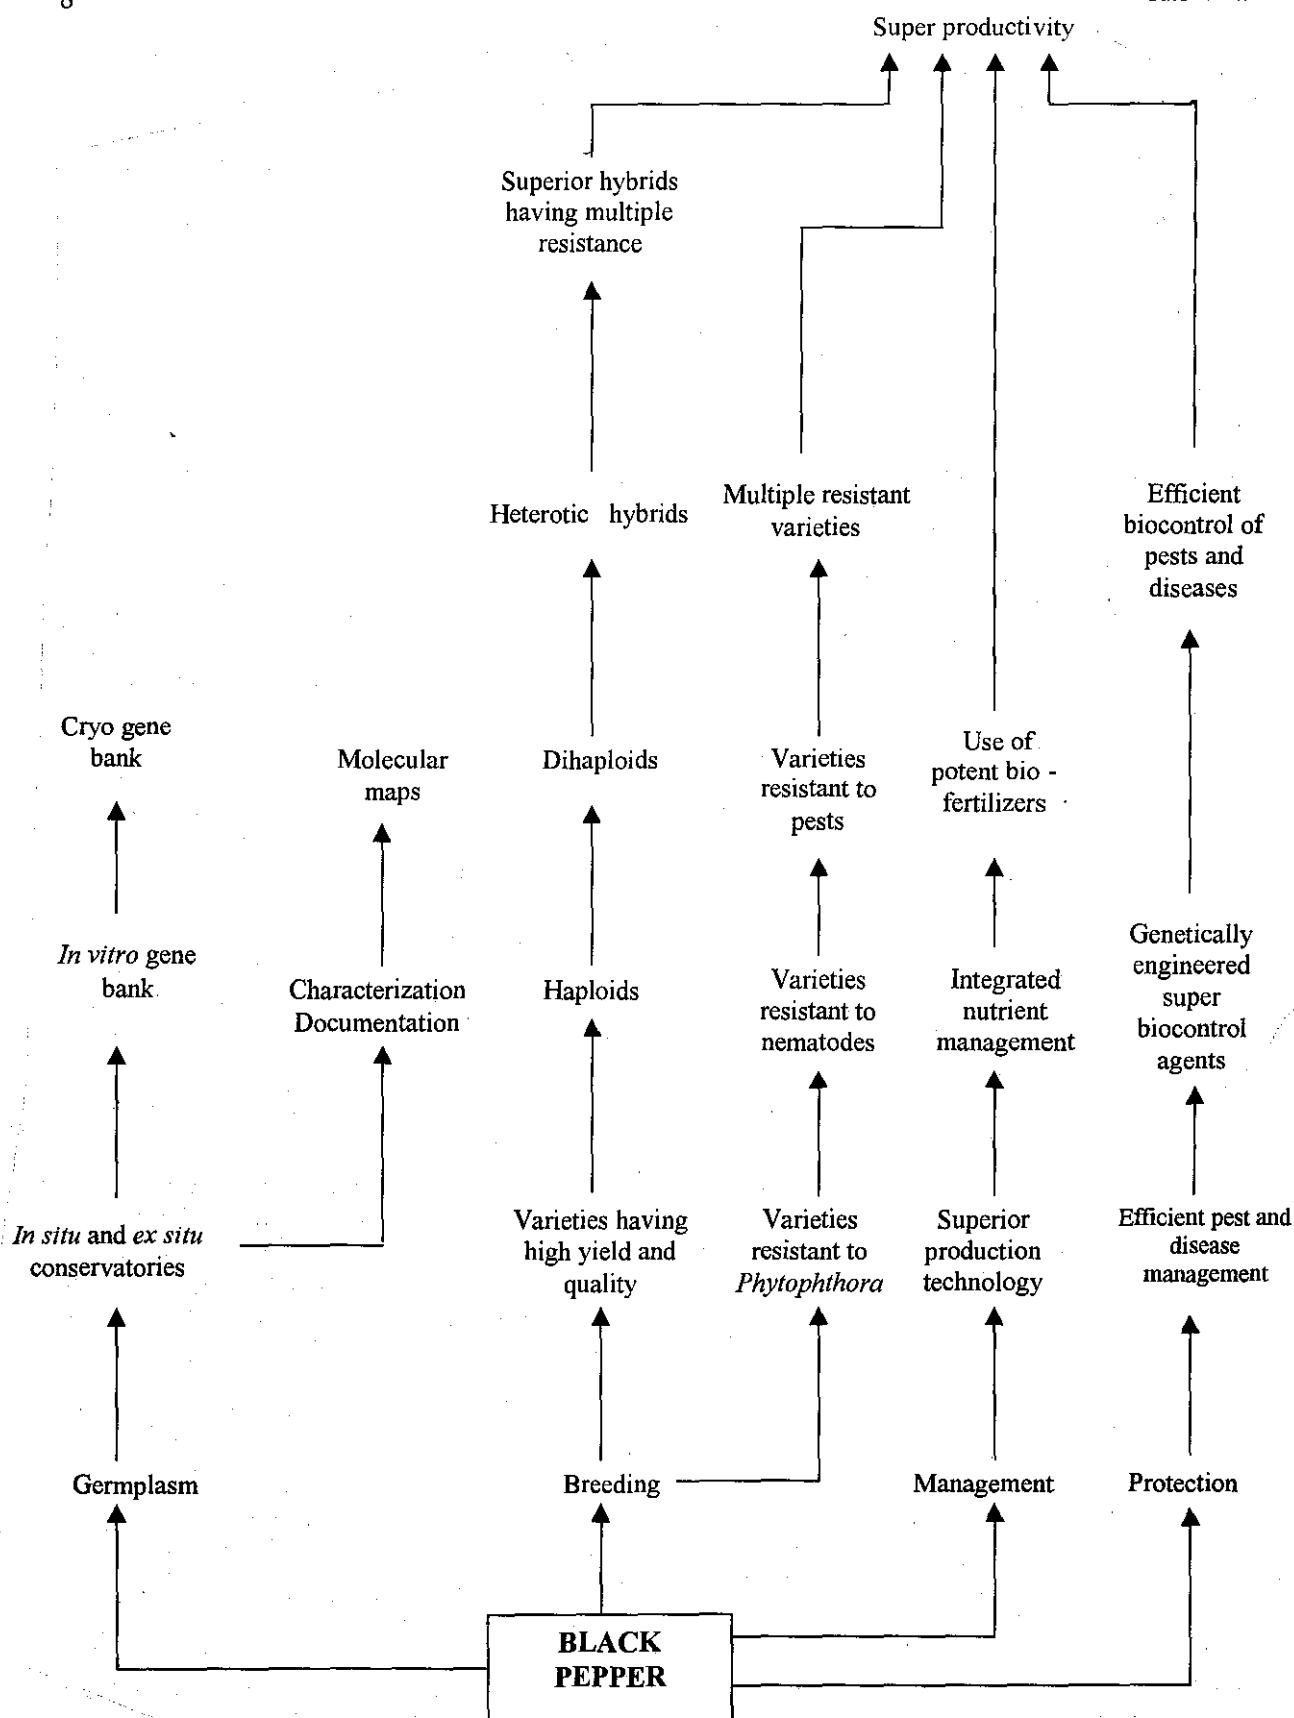 Super productivity
Superior hybrids
having multiple
resistance
Heterotic hybrids
Multiple resistant
varieties
Efficient
biocontrol of
pests and
diseases
Cryo gene
bank
Molecular
maps
Dihaploids
Varieties
resistant to
pests
Use of
potent bio -
fertilizers
In vitro gene
bank
Characterization
Documentation
Haploids
Varieties
resistant to
nematodes
Integrated
nutrient
management
Genetically
engineered
super
biocontrol
agents
In situ and ex situ
conservatories
Varieties having
high yield and
quality
Varieties
resistant to
Phytophthora
Superior
production
technology
Efficient pest and
disease
management
Germplasm
Breeding
Management
Protection
BLACK
PEPPER